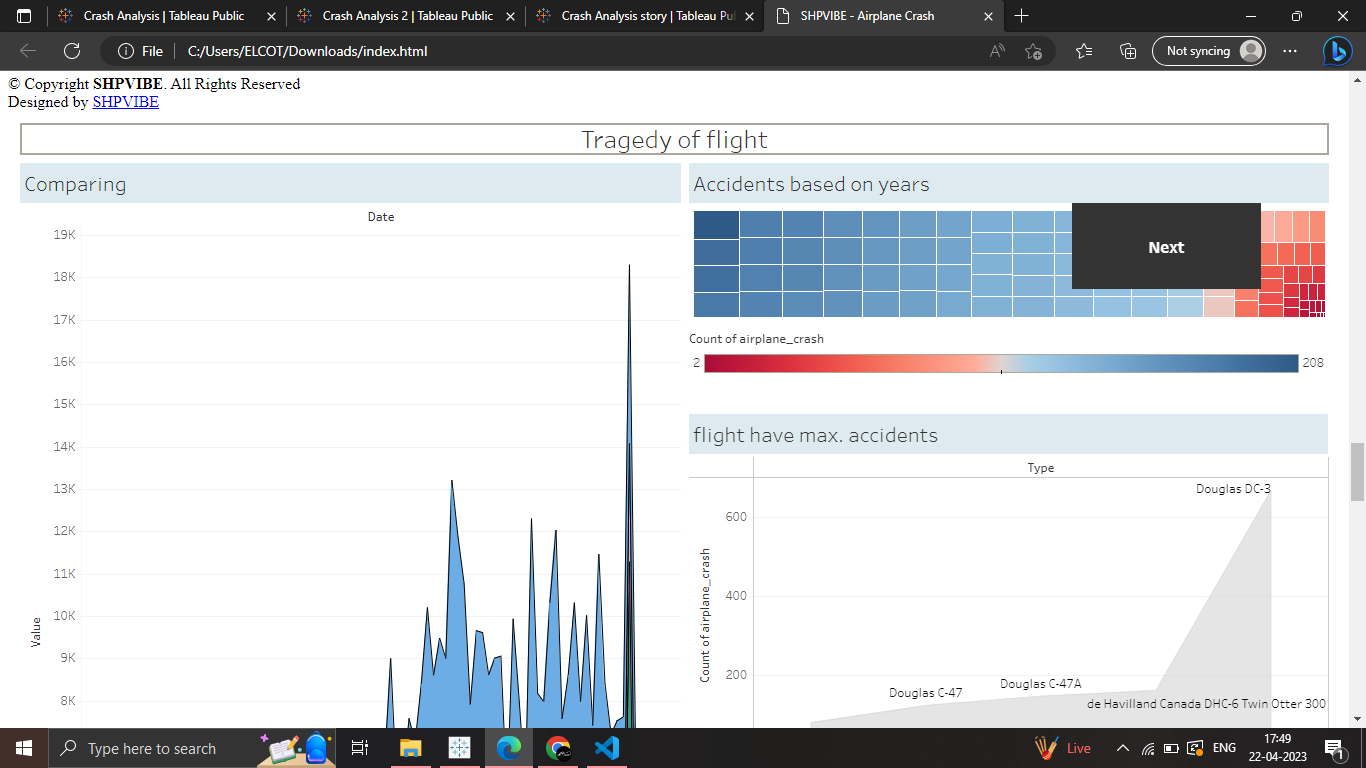 Crash Analysis | Tableau Public
Crash Analysis 2 | Tableau Public
Crash Analysis story | Tableau Pu
SHPVIBE - Airplane Crash
File
C:/Users/ELCOT/Downloads/index.html
Not syncing
© Copyright SHPVIBE. All Rights Reserved
Designed by SHPVIBE
Tragedy of flight
Comparing
Date
19K
18K
17K
16K
15K
14K
13K
12K
11K
10K
9K
8K
Value
Accidents based on years
Next
Count of airplane_crash
2
208
flight have max. accidents
Type
Douglas DC-3
600
400
200
Count of airplane_crash
Douglas C-47
Douglas C-47A
de Havilland Canada DHC-6 Twin Otter 300
Type here to search
Live
ENG
17:49
22-04-2023
1